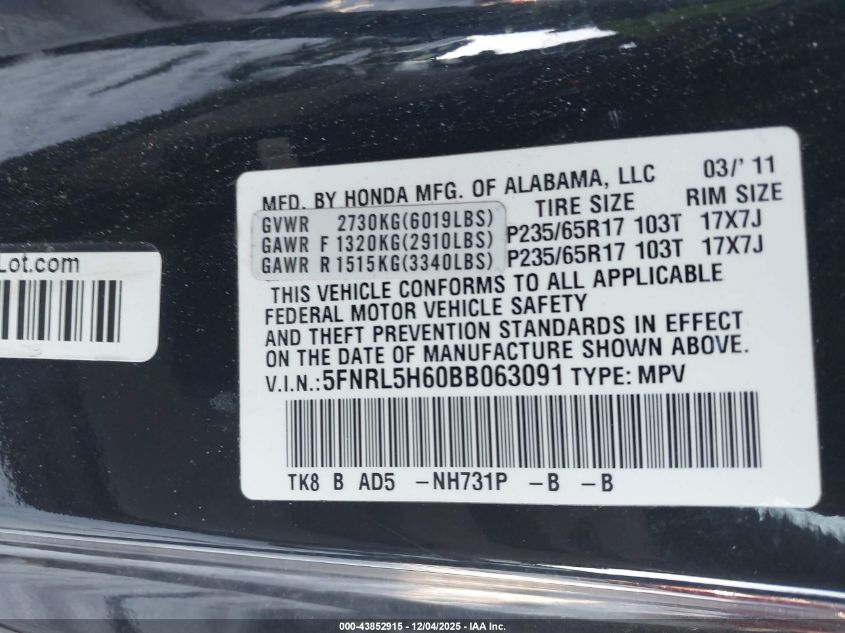 MFD. BY HONDA MFG. OF ALABAMA, LLC 03/' 11
TIRE SIZE RIM SIZE
GVWR 2730KG(6019LBS)
GAWR F 1320KG(2910LBS) P235/65R17 103T 17X7J
GAWR R 1515KG(3340LBS) P235/65R17 103T 17X7J
THIS VEHICLE CONFORMS TO ALL APPLICABLE
FEDERAL MOTOR VEHICLE SAFETY
AND THEFT PREVENTION STANDARDS IN EFFECT
ON THE DATE OF MANUFACTURE SHOWN ABOVE.
V.I.N.: 5FNRL5H60BB063091 TYPE: MPV
TK8 B AD5 -NH731P -B -B
Lot.com
000-43852915 - 12/04/2025 - IAA Inc.